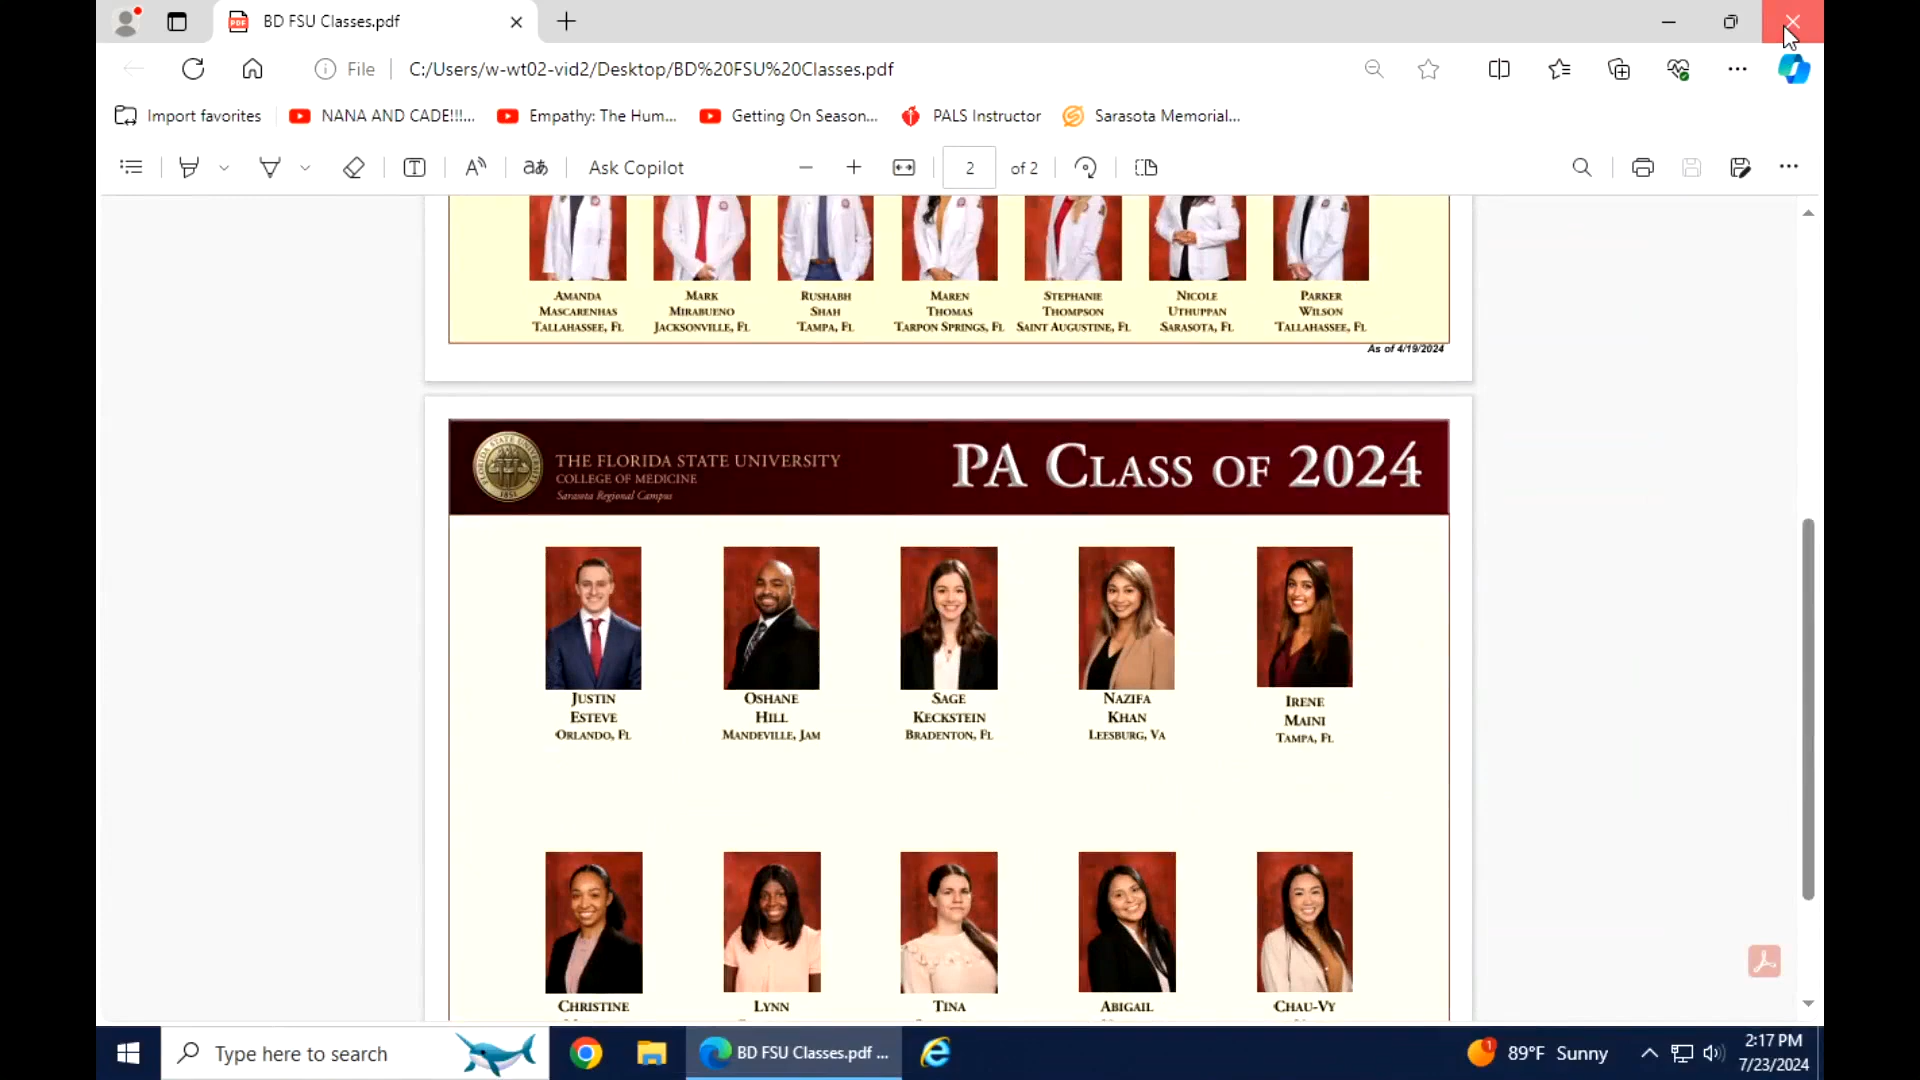 BD FSU Classes.pdf
File
C:/Users/w-wt02-vid2/Desktop/BD%20FSU%20Classes.pdf
Import favorites
NANA AND CADE!!!...
Empathy: The Hum...
Getting On Season...
PALS Instructor
Sarasota Memorial...
Ask Copilot
2
of 2
AMANDA
MASCARENHAS
TALLAHASSEE, FL
MARK
MIRABUENO
JACKSONVILLE, FL
RUSHABH
SHAH
TAMPA, FL
MAREN
THOMAS
TARPON SPRINGS, FL
STEPHANIE
THOMPSON
SAINT AUGUSTINE, FL
NICOLE
UTHUPPAN
SARASOTA, FL
PARKER
WILSON
TALLAHASSEE, FL
As of 4/19/2024
THE FLORIDA STATE UNIVERSITY
COLLEGE OF MEDICINE
Sarasota Regional Campus
PA CLASS OF 2024
JUSTIN
ESTEVE
ORLANDO, FL
OSHANE
HILL
MANDEVILLE, JAM
SAGE
KECKSTEIN
BRADENTON, FL
NAZIFA
KHAN
LEESBURG, VA
IRENE
MAINI
TAMPA, FL
CHRISTINE
LYNN
TINA
ABIGAIL
CHAU-VY
Type here to search
BD FSU Classes.pdf ...
1
89°F Sunny
2:17 PM
7/23/2024